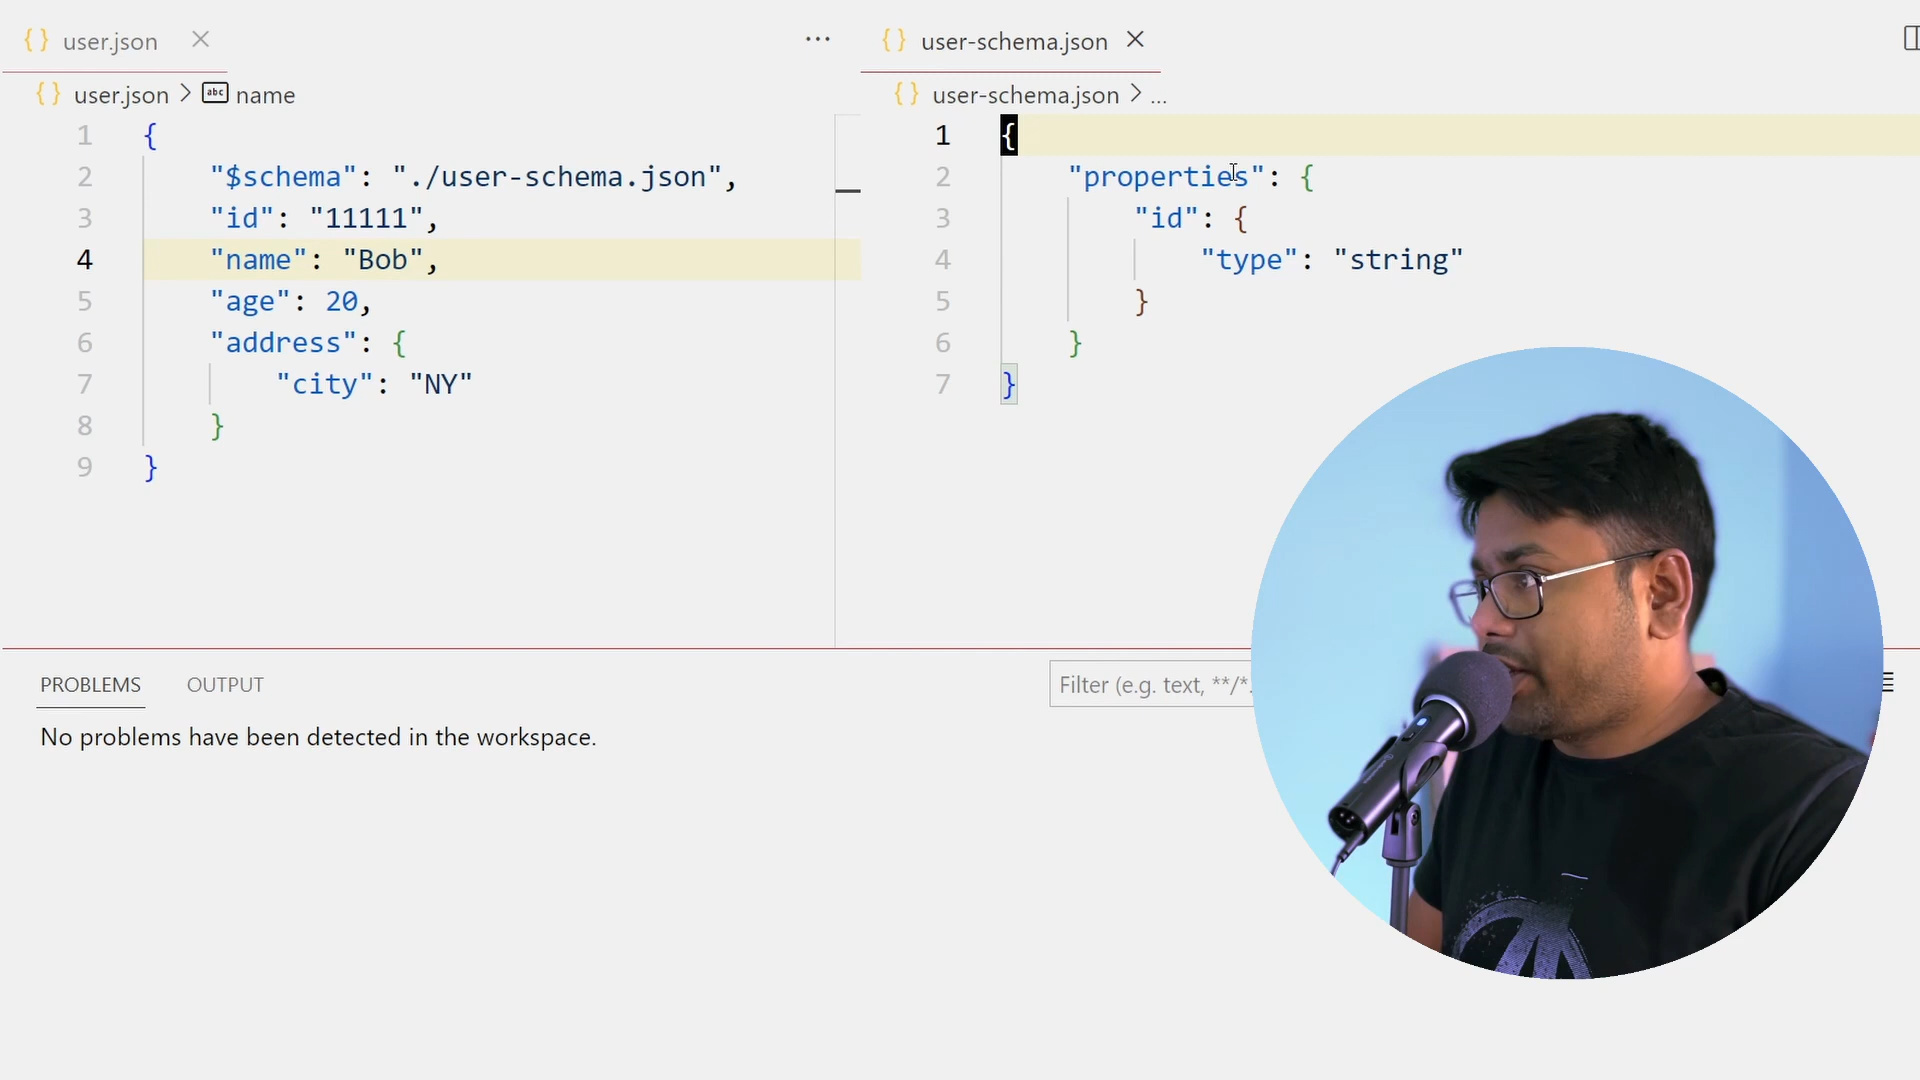 user.json
user.json > name
1 {
2 "$schema": "./user-schema.json",
3 "id": "11111",
4 "name": "Bob",
5 "age": 20,
6 "address": {
7 "city": "NY"
8 }
9 }
user-schema.json
user-schema.json > ...
1 {
2 "properties": {
3 "id": {
4 "type": "string"
5 }
6 }
7 }
PROBLEMS OUTPUT
Filter (e.g. text, **/*.
No problems have been detected in the workspace.